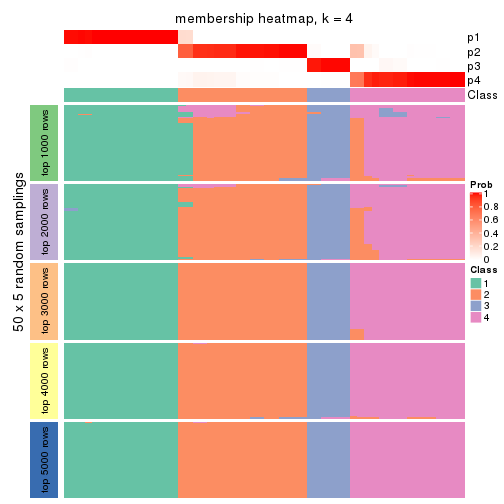 membership heatmap, k = 4
p1
p2
p3
p4
Class
50 x 5 random samplings
top 1000 rows
top 2000 rows
top 3000 rows
top 4000 rows
top 5000 rows
Prob
1
0.8
0.6
0.4
0.2
0
Class
1
2
3
4